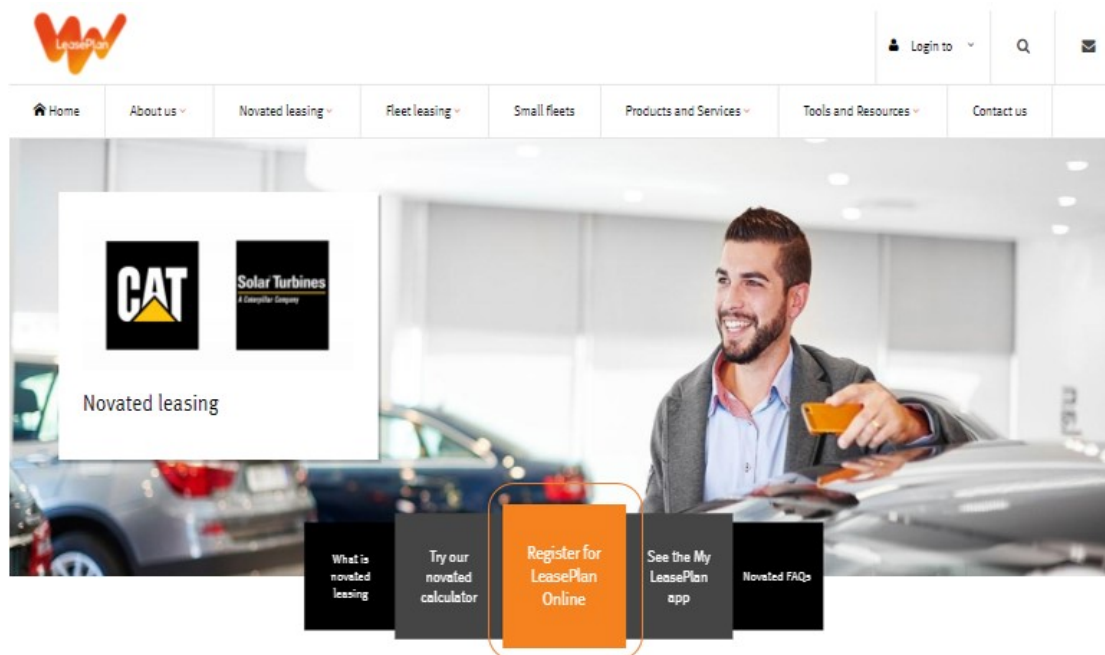 LeasePlan
Login to
Home
About us
Novated leasing
Fleet leasing
Small fleets
Products and Services
Tools and Resources
Contact us
CAT
Solar Turbines
A Caterpillar Company
Novated leasing
What is
novated
leasing
Try our
novated
calculator
Register for
LeasePlan
Online
See the My
LeasePlan
app
Novated FAQs